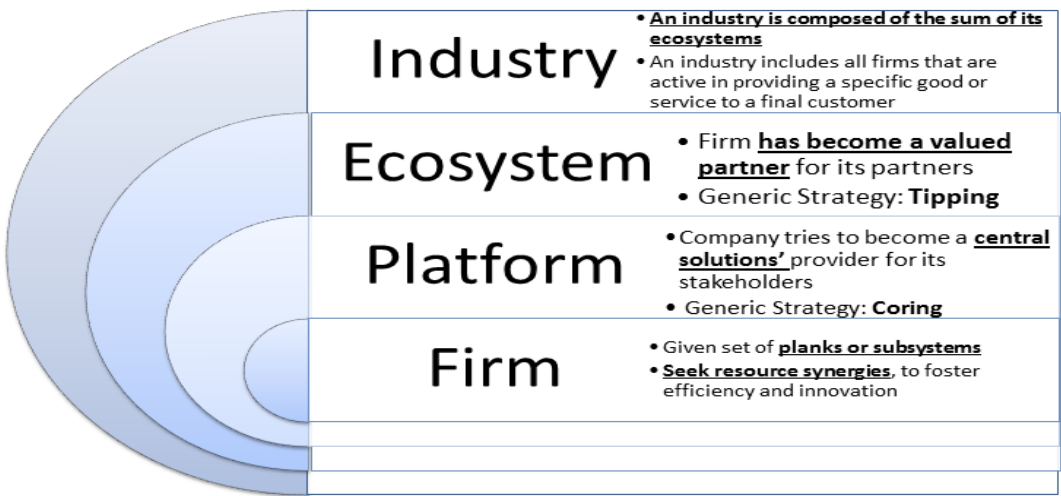 Industry
• An industry is composed of the sum of its
ecosystems
• An industry includes all firms that are
active in providing a specific good or
service to a final customer
Ecosystem
• Firm has become a valued
partner for its partners
• Generic Strategy: Tipping
Platform
• Company tries to become a central
solutions’ provider for its
stakeholders
• Generic Strategy: Coring
Firm
• Given set of planks or subsystems
• Seek resource synergies, to foster
efficiency and innovation